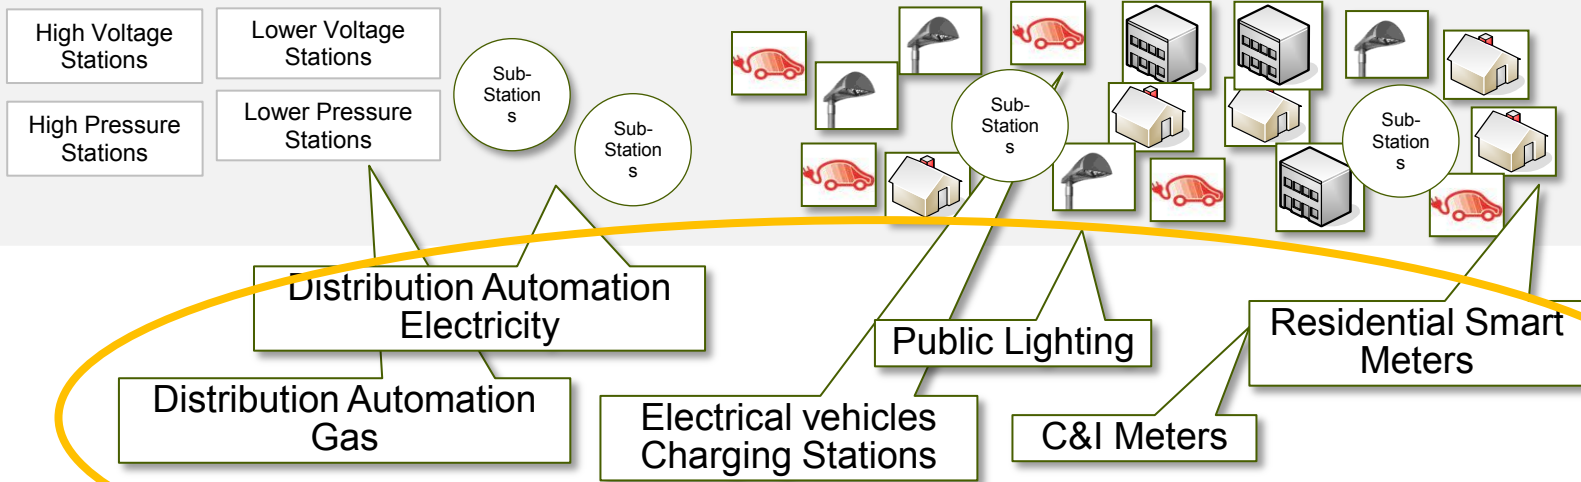 High Voltage
Stations
Lower Voltage
Stations
High Pressure
Stations
Lower Pressure
Stations
Sub-
Station
s
Sub-
Station
s
Sub-
Station
s
Sub-
Station
s
Distribution Automation
Electricity
Distribution Automation
Gas
Electrical vehicles
Charging Stations
Public Lighting
C&I Meters
Residential Smart
Meters